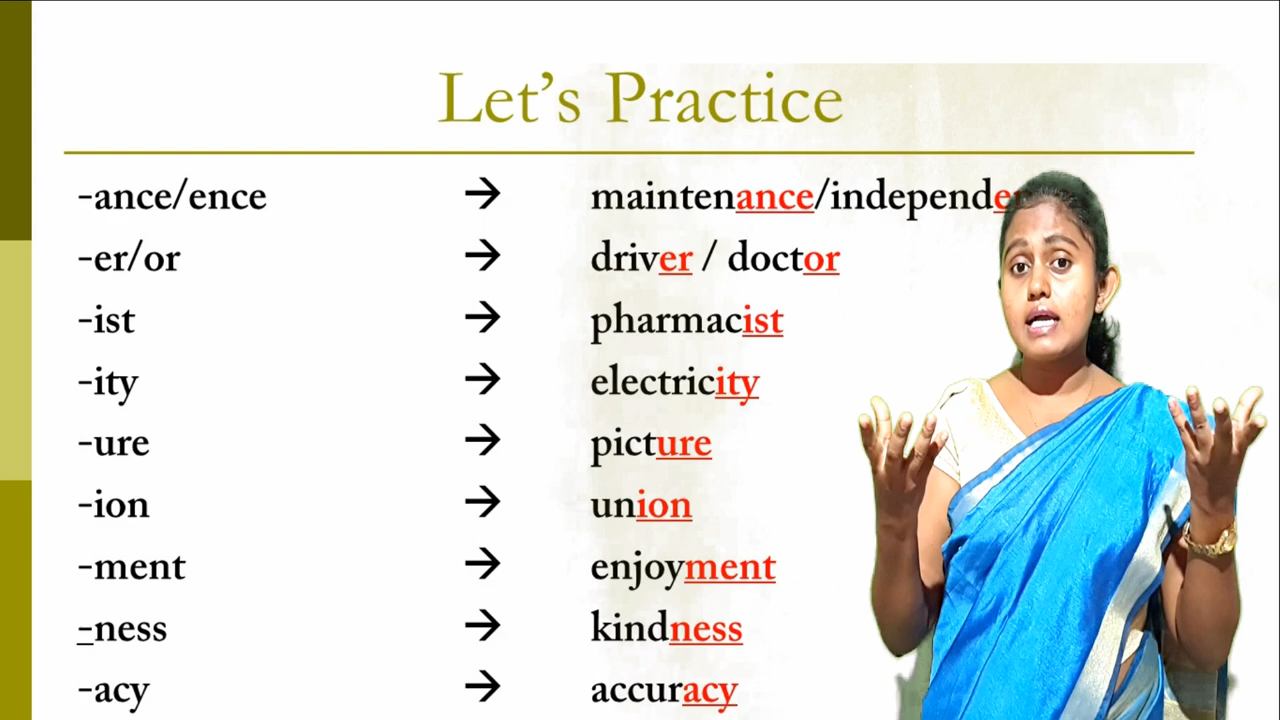 Let's Practice
-ance/ence → maintenance/independe
-er/or → driver / doctor
-ist → pharmacist
-ity → electricity
-ure → picture
-ion → union
-ment → enjoyment
-ness → kindness
-acy → accuracy